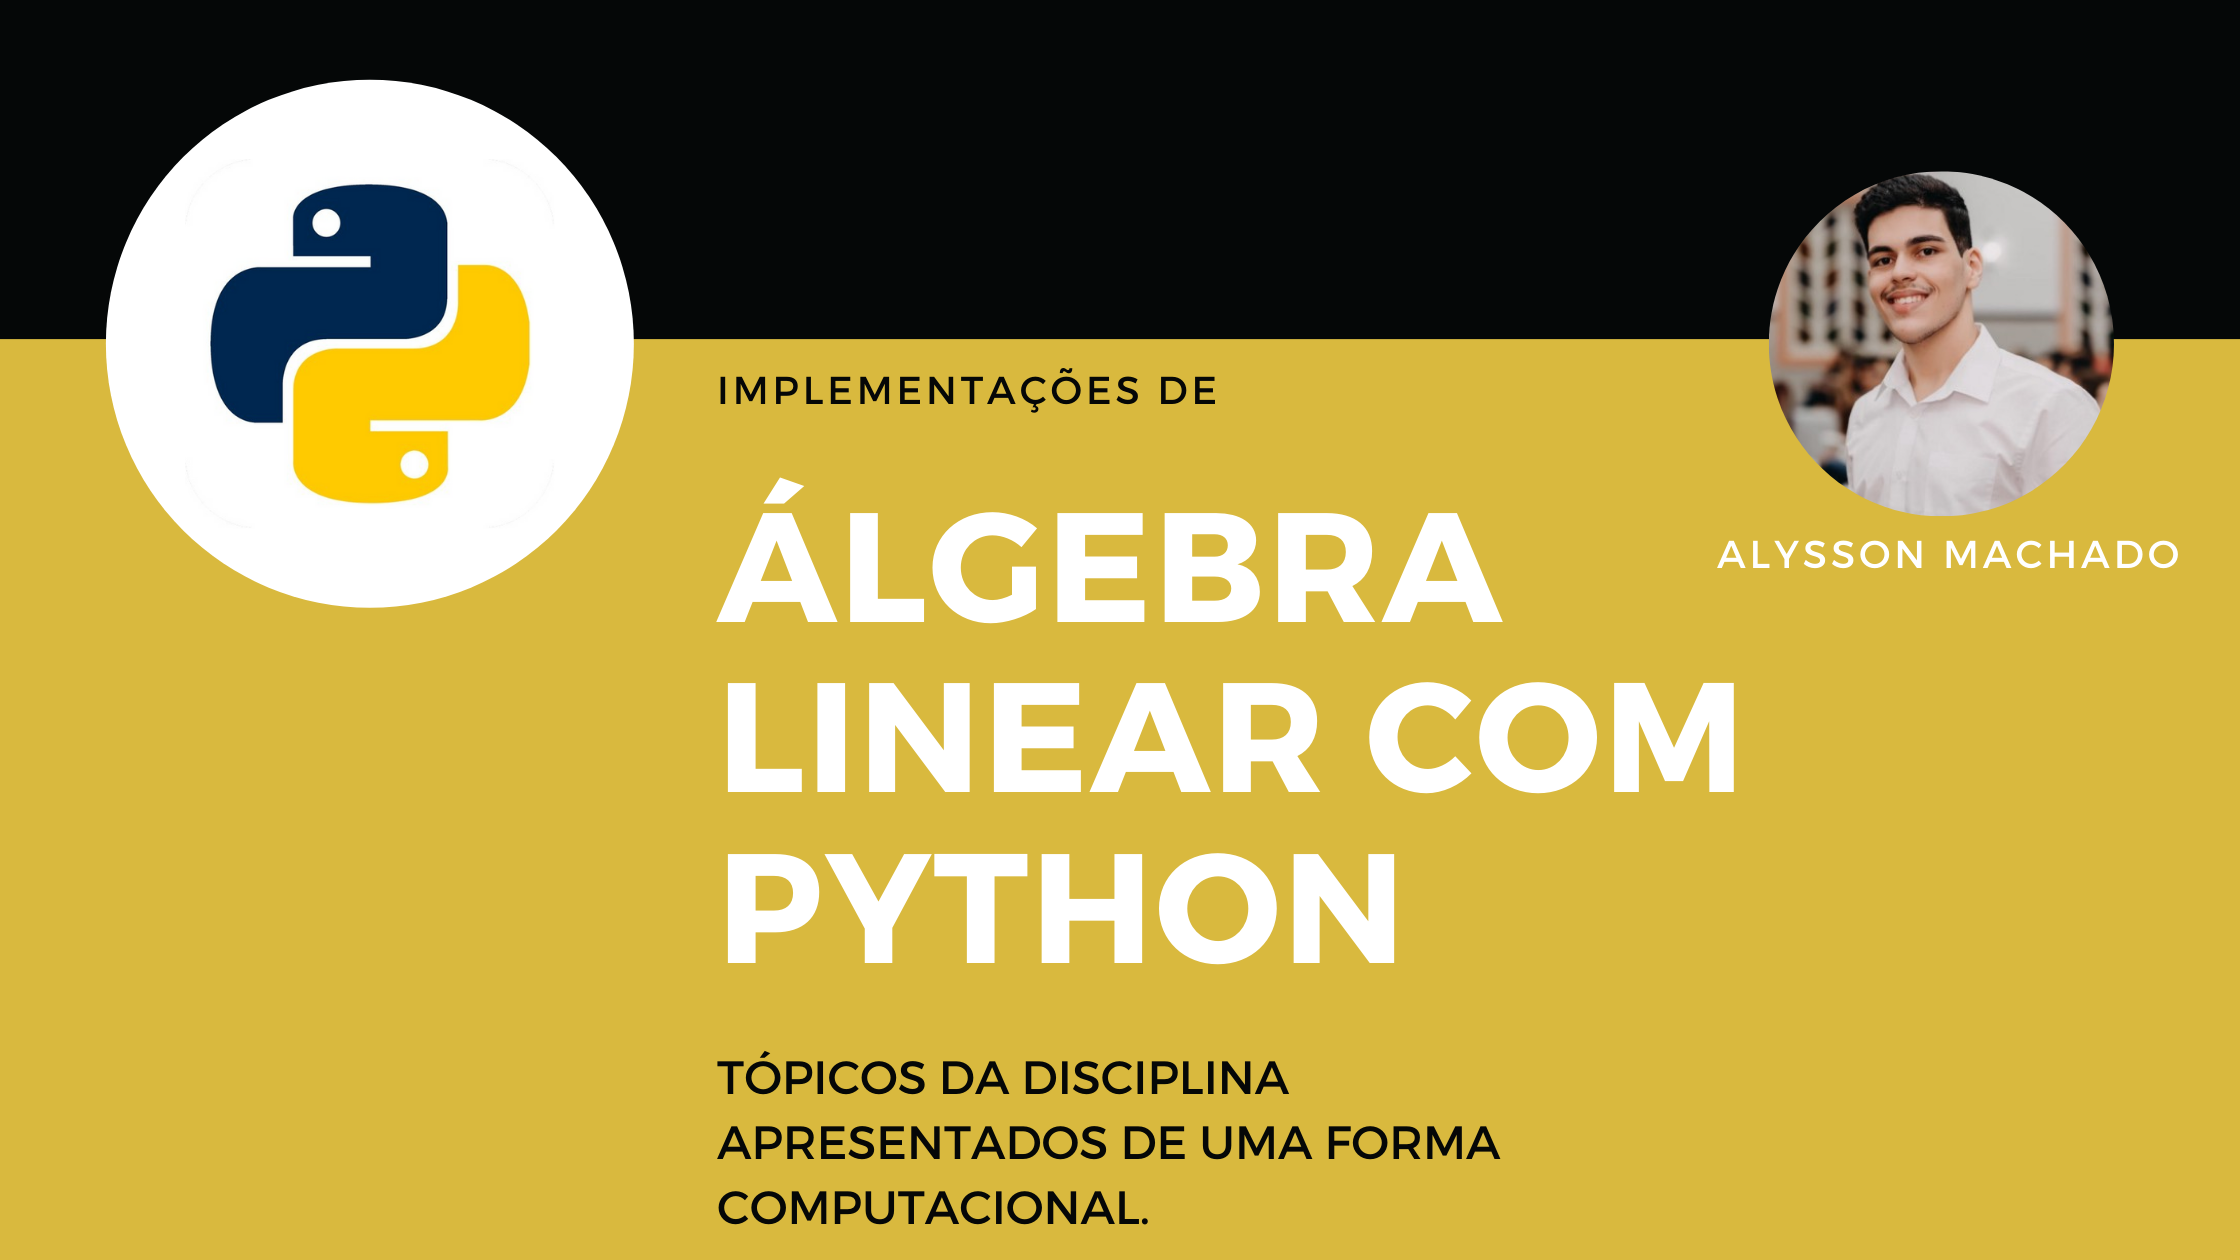 IMPLEMENTAÇÕES DE
ÁLGEBRA
LINEAR COM
PYTHON
ALYSSON MACHADO
TÓPICOS DA DISCIPLINA
APRESENTADOS DE UMA FORMA
COMPUTACIONAL.